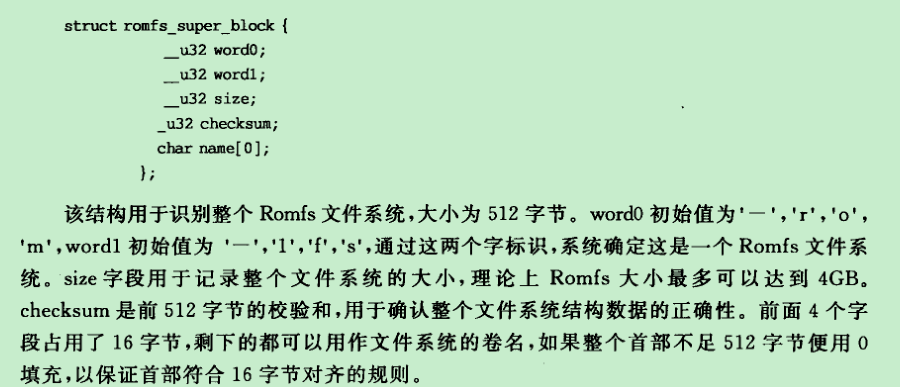 struct romfs_super_block {
__u32 word0;
__u32 word1;
__u32 size;
_u32 checksum;
char name[0];
};
该结构用于识别整个 Romfs 文件系统,大小为 512 字节。word0 初始值为'－','r','o',
'm',word1 初始值为 '－','1','f','s',通过这两个字标识,系统确定这是一个 Romfs 文件系
统。size 字段用于记录整个文件系统的大小,理论上 Romfs 大小最多可以达到 4GB。
checksum 是前 512 字节的校验和,用于确认整个文件系统结构数据的正确性。前面 4 个字
段占用了 16 字节,剩下的都可以用作文件系统的卷名,如果整个首部不足 512 字节便用 0
填充,以保证首部符合 16 字节对齐的规则。